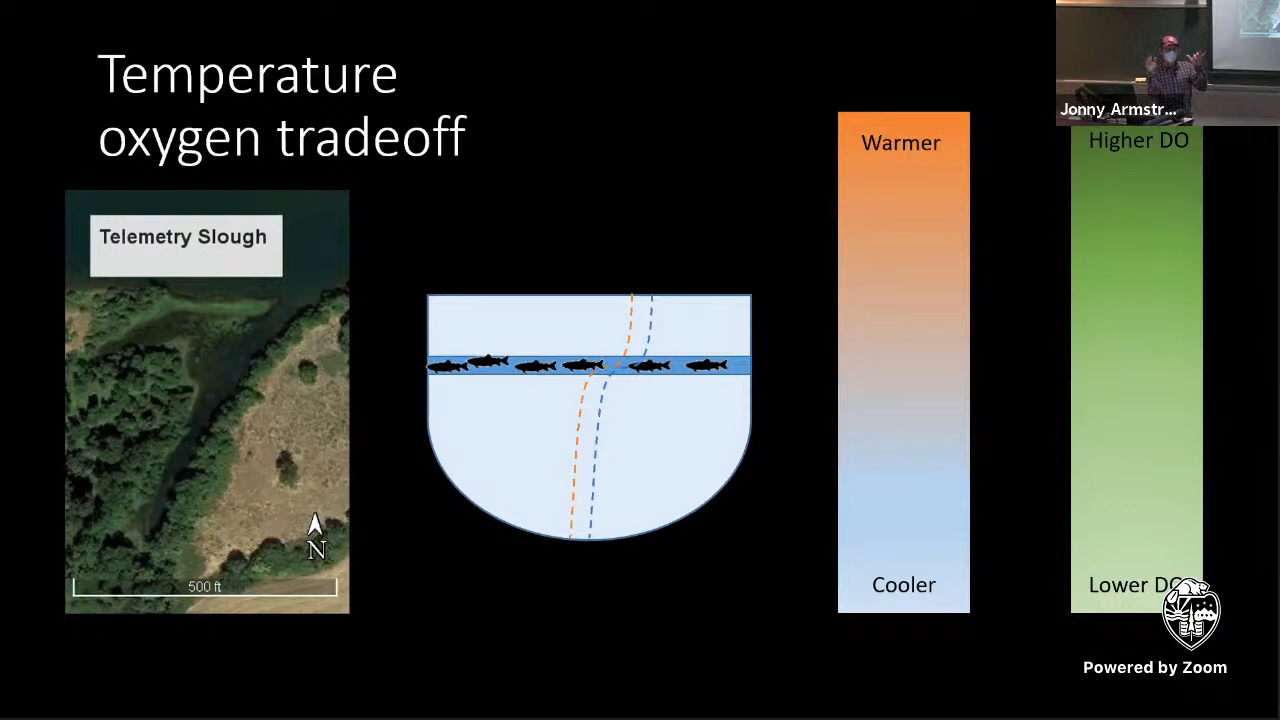 Temperature
oxygen tradeoff
Jonny Armstr...
Warmer
Higher DO
Telemetry Slough
N
500 ft
Cooler
Lower DO
Powered by Zoom